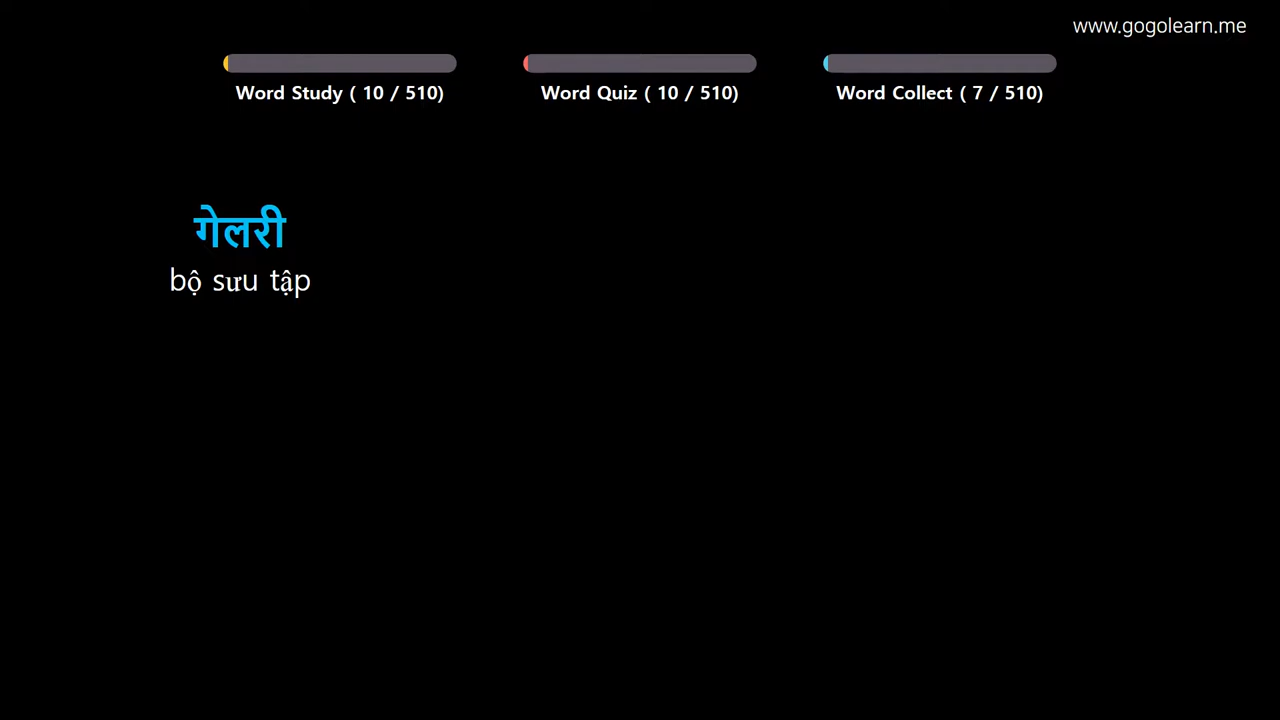 www.gogolearn.me
Word Study ( 10 / 510)
Word Quiz ( 10 / 510)
Word Collect ( 7 / 510)
गेलरी
bộ sưu tập